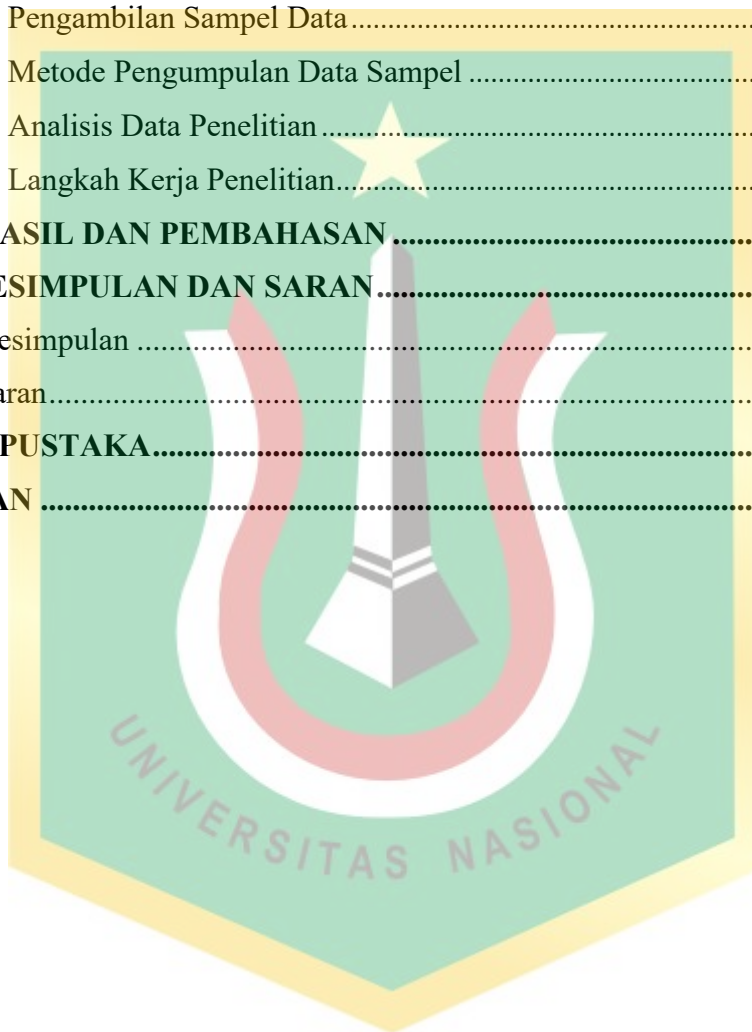 Pengambilan Sampel Data
Metode Pengumpulan Data Sampel
Analisis Data Penelitian
Langkah Kerja Penelitian
ASIL DAN PEMBAHASAN
ESIMPULAN DAN SARAN
esimpulan
aran
PUSTAKA
AN
UNIVERSITAS NASIONAL